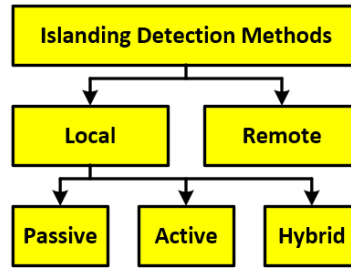 Islanding Detection Methods
Local
Remote
Passive
Active
Hybrid